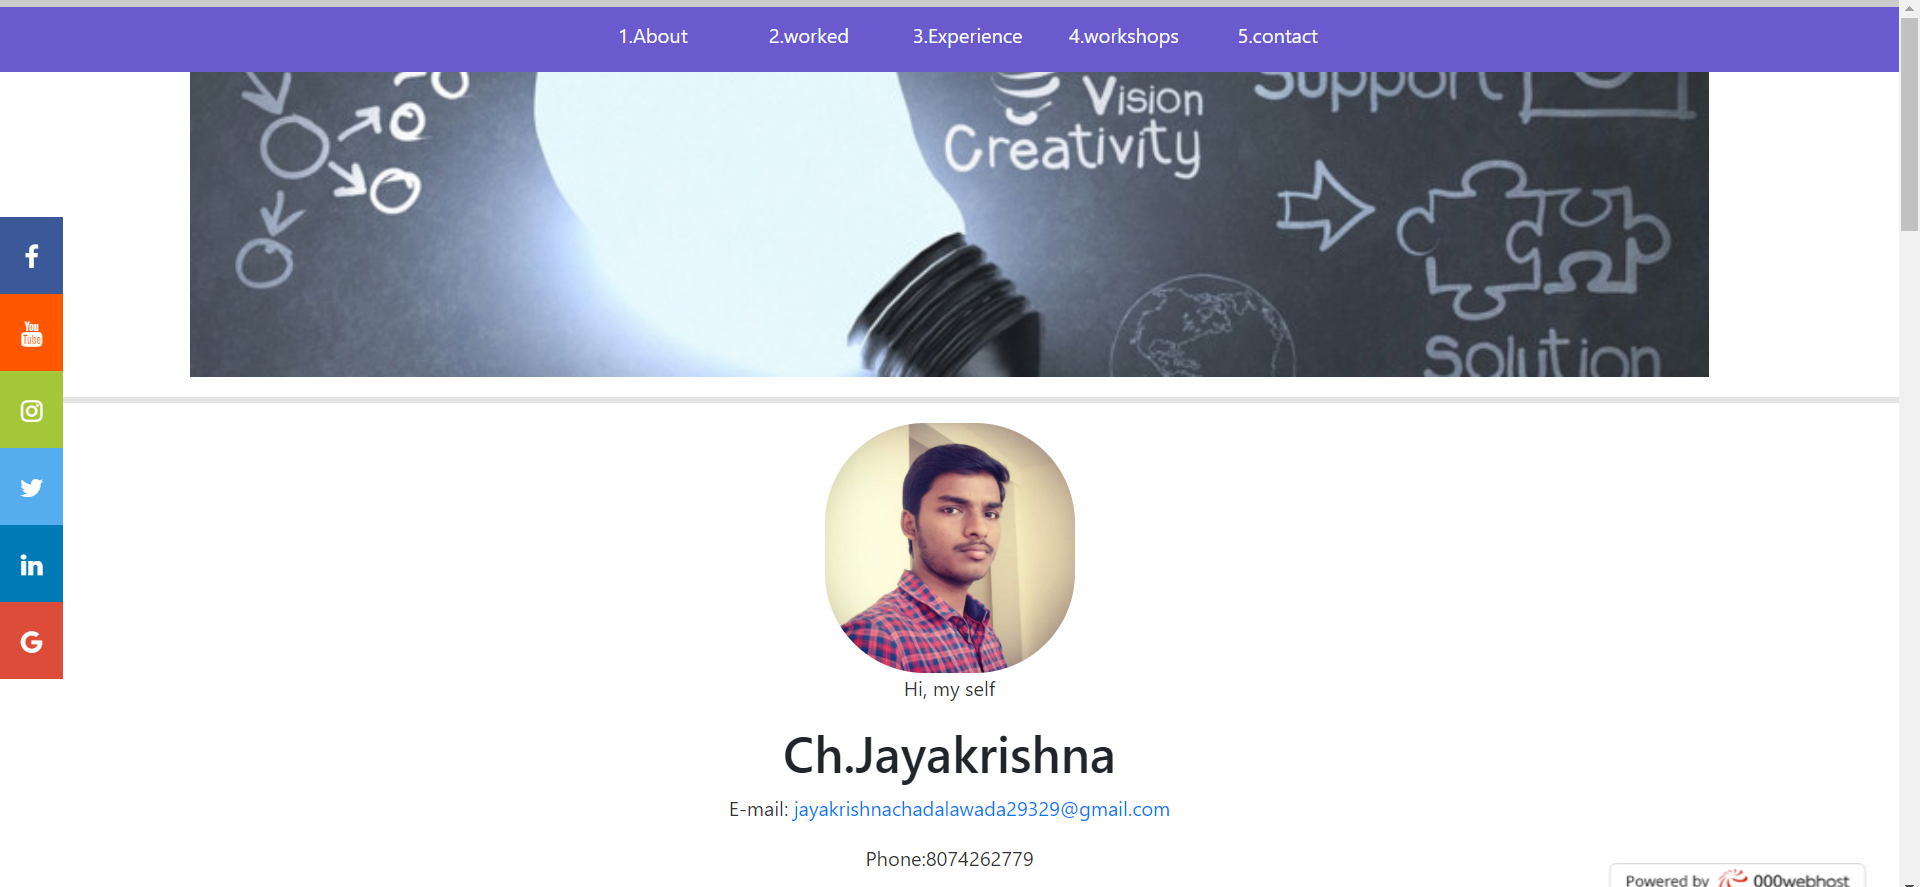 1.About 2.worked 3.Experience 4.workshops 5.contact
Vision
Creativity
Support
Solution
You
Tube
Hi, my self
Ch.Jayakrishna
E-mail: jayakrishnachadalawada29329@gmail.com
Phone:8074262779
Powered by 000webhost